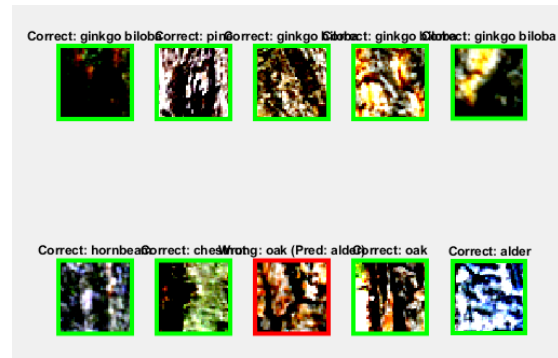 Correct: ginkgo biloba
Correct: pine
Correct: ginkgo biloba
Correct: ginkgo biloba
Correct: ginkgo biloba
Correct: hornbeam
Correct: chestnut
Wrong: oak (Pred: alder)
Correct: oak
Correct: alder